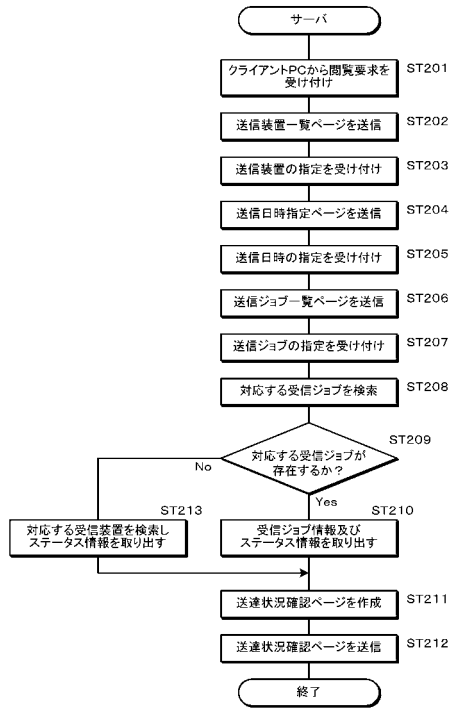 サーバ
クライアントPCから閲覧要求を
受け付け
ST201
送信装置一覧ページを送信
ST202
送信装置の指定を受け付け
ST203
送信日時指定ページを送信
ST204
送信日時の指定を受け付け
ST205
送信ジョブ一覧ページを送信
ST206
送信ジョブの指定を受け付け
ST207
対応する受信ジョブを検索
ST208
対応する受信ジョブが
存在するか？
ST209
No
Yes
対応する受信装置を検索し
ステータス情報を取り出す
ST213
受信ジョブ情報及び
ステータス情報を取り出す
ST210
送達状況確認ページを作成
ST211
送達状況確認ページを送信
ST212
終了